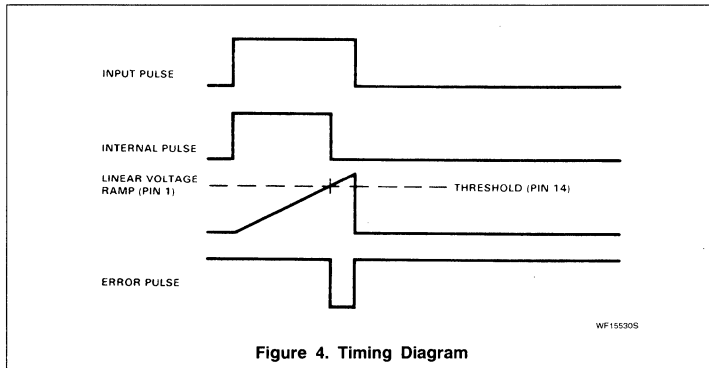 INPUT PULSE
INTERNAL PULSE
LINEAR VOLTAGE
RAMP (PIN 1)
THRESHOLD (PIN 14)
ERROR PULSE
WF15530S
Figure 4. Timing Diagram